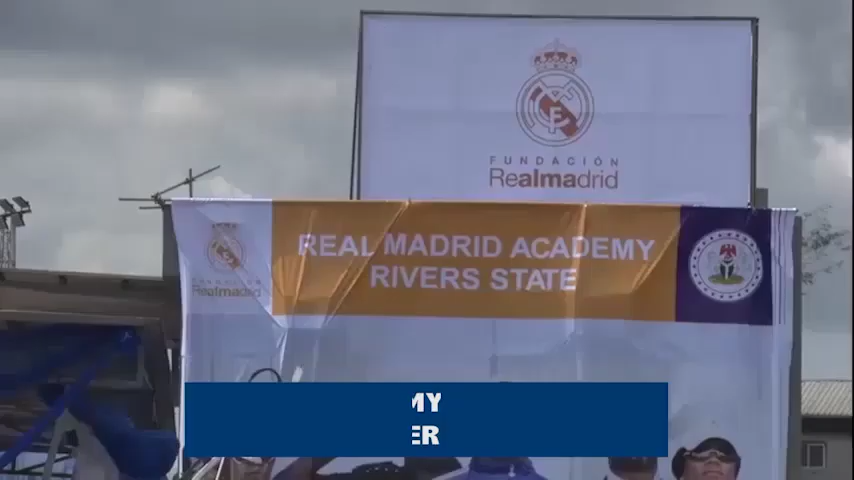 FUNDACIÓN
Realmadrid
REAL MADRID ACADEMY
RIVERS STATE
Realmadrid
MY
ER